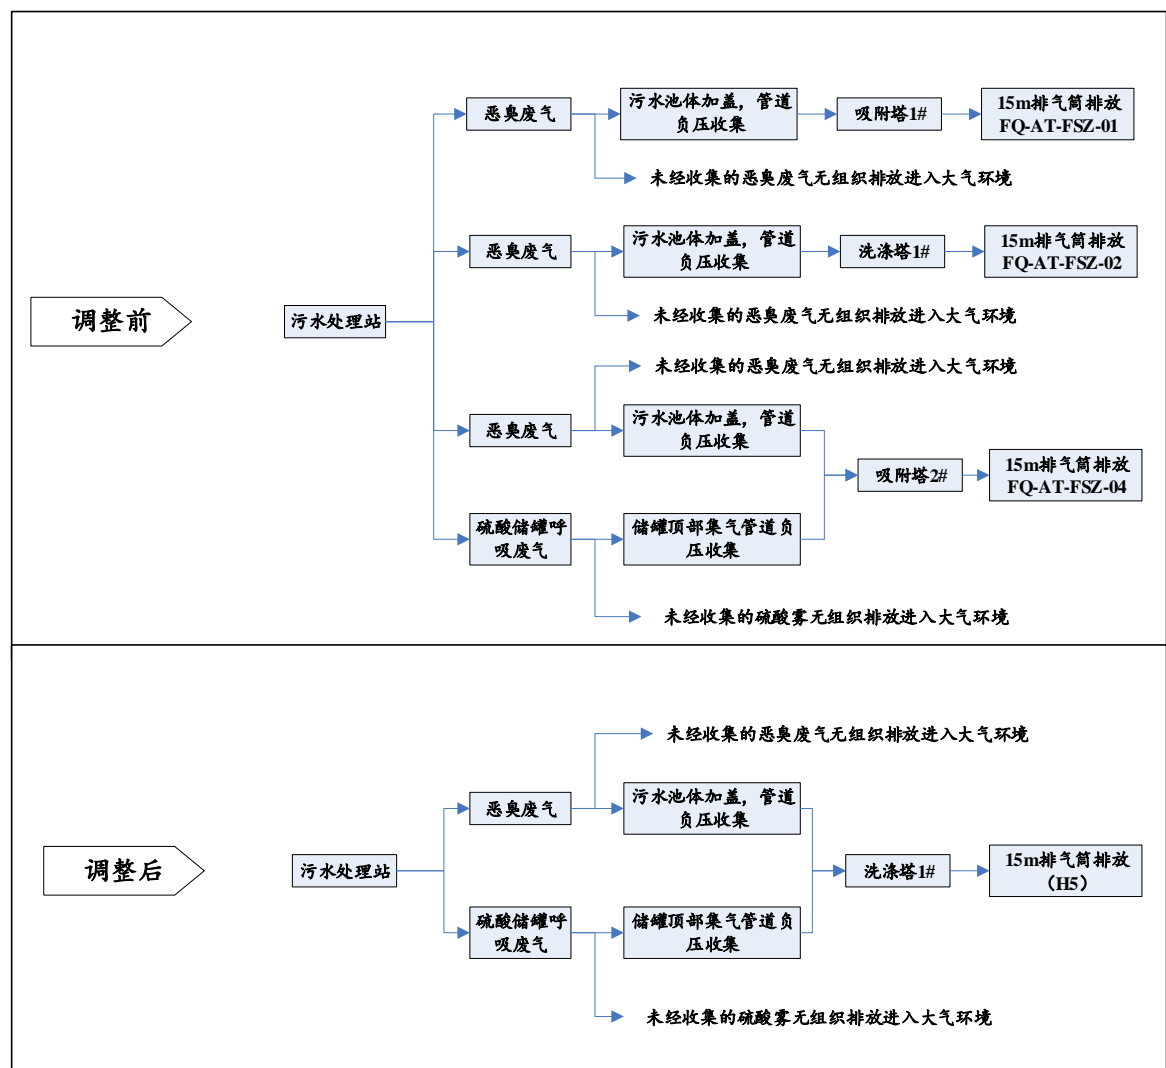 恶臭废气
污水池体加盖，管道
负压收集
吸附塔1#
15m排气筒排放
FQ-AT-FSZ-01
未经收集的恶臭废气无组织排放进入大气环境
恶臭废气
污水池体加盖，管道
负压收集
洗涤塔1#
15m排气筒排放
FQ-AT-FSZ-02
未经收集的恶臭废气无组织排放进入大气环境
调整前
污水处理站
未经收集的恶臭废气无组织排放进入大气环境
恶臭废气
污水池体加盖，管道
负压收集
吸附塔2#
15m排气筒排放
FQ-AT-FSZ-04
硫酸储罐呼
吸废气
储罐顶部集气管道负
压收集
未经收集的硫酸雾无组织排放进入大气环境
未经收集的恶臭废气无组织排放进入大气环境
恶臭废气
污水池体加盖，管道
负压收集
调整后
污水处理站
洗涤塔1#
15m排气筒排放
（H5）
硫酸储罐呼
吸废气
储罐顶部集气管道负
压收集
未经收集的硫酸雾无组织排放进入大气环境